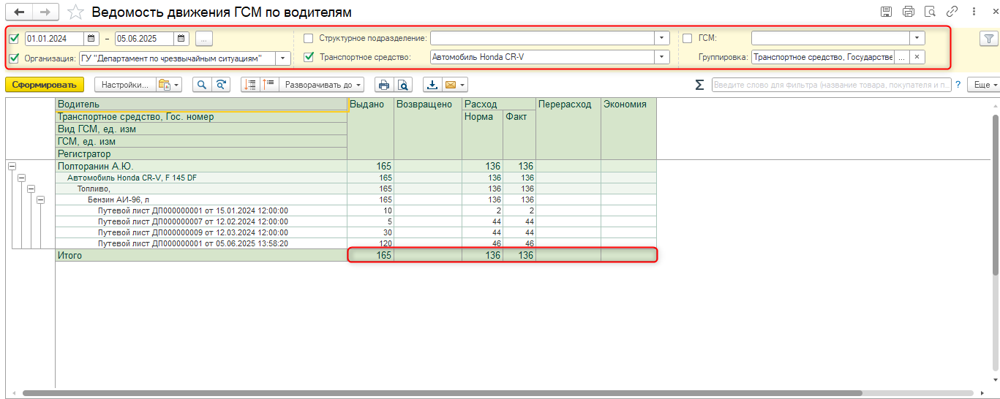 Ведомость движения ГСМ по водителям
01.01.2024 – 05.06.2025 ... Структурное подразделение: ГСМ:
Организация: ГУ "Департамент по чрезвычайным ситуациям" Транспортное средство: Автомобиль Honda CR-V Группировка: Транспортное средство, Государстве ... ×
Сформировать Настройки... Разворачивать до Σ Введите слово для фильтра (название товара, покупателя и п... ? Еще
Водитель Выдано Возвращено Расход Перерасход Экономия
Транспортное средство, Гос. номер Норма Факт
Вид ГСМ, ед. изм
ГСМ, ед. изм
Регистратор
Полторанин А.Ю. 165 136 136
Автомобиль Honda CR-V, F 145 DF 165 136 136
Топливо, 165 136 136
Бензин АИ-96, л 165 136 136
Путевой лист ДП000000001 от 15.01.2024 12:00:00 10 2 2
Путевой лист ДП000000007 от 12.02.2024 12:00:00 5 44 44
Путевой лист ДП000000009 от 12.03.2024 12:00:00 30 44 44
Путевой лист ДП000000001 от 05.06.2025 13:58:20 120 46 46
Итого 165 136 136